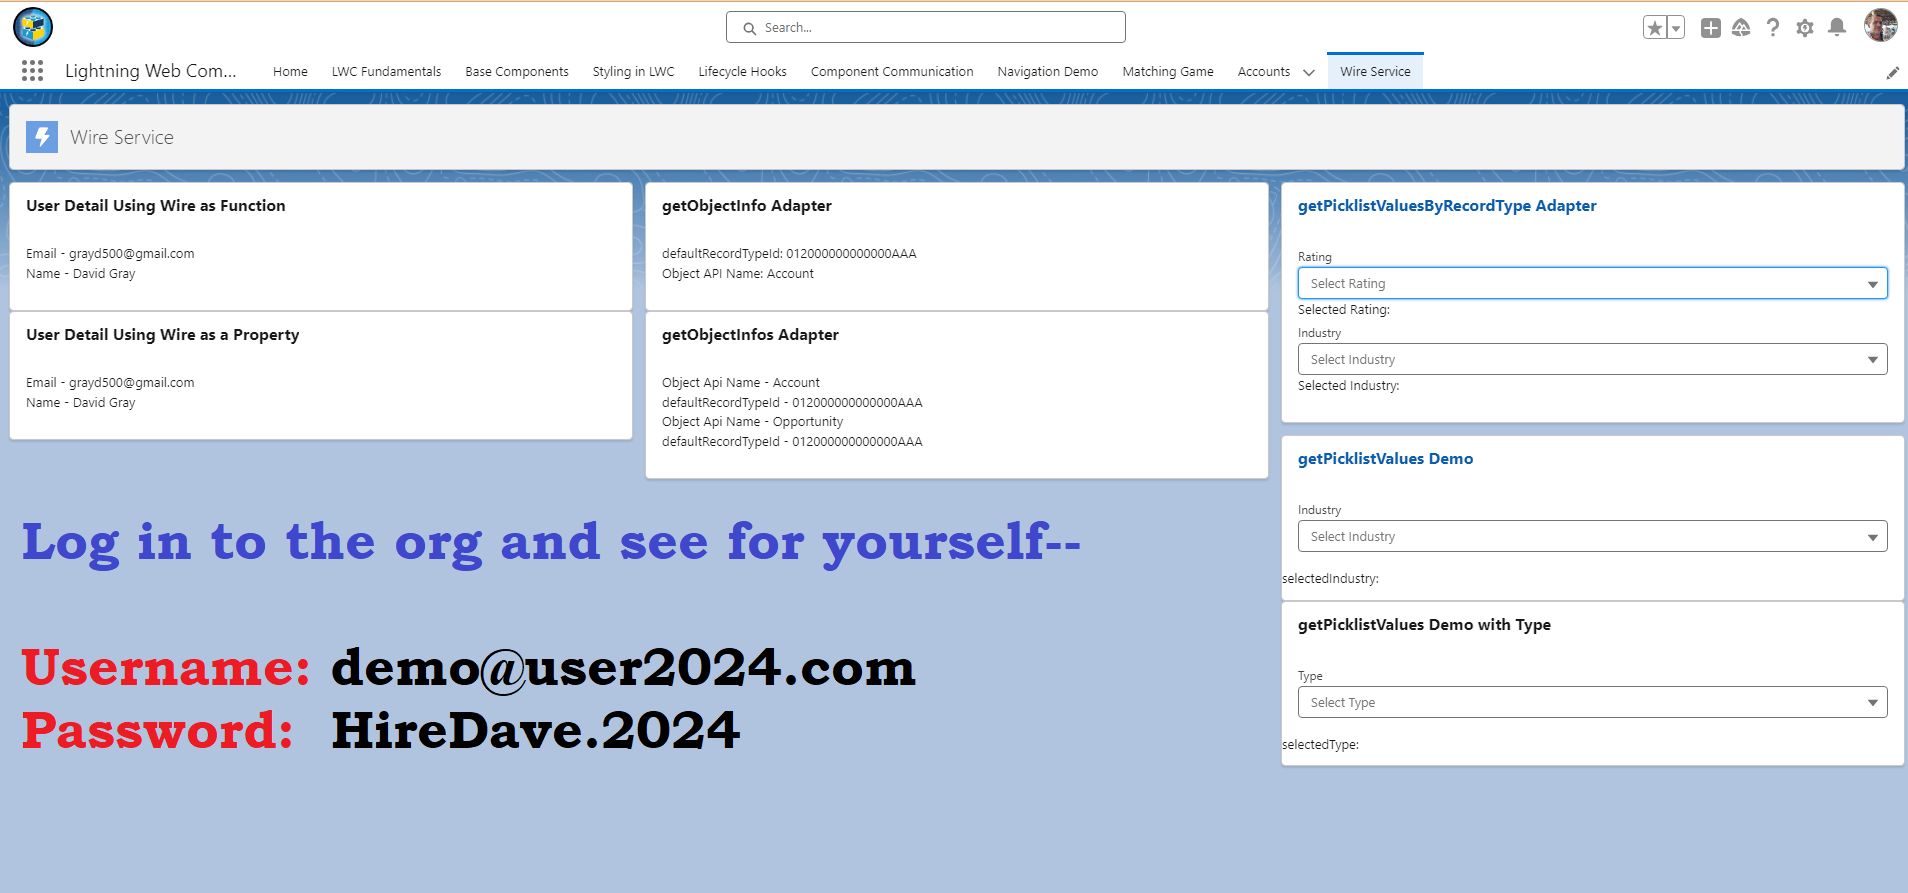 Search...
Lightning Web Com...
Home
LWC Fundamentals
Base Components
Styling in LWC
Lifecycle Hooks
Component Communication
Navigation Demo
Matching Game
Accounts
Wire Service
Wire Service
User Detail Using Wire as Function
Email - grayd500@gmail.com
Name - David Gray
User Detail Using Wire as a Property
Email - grayd500@gmail.com
Name - David Gray
getObjectInfo Adapter
defaultRecordTypeId: 012000000000000AAA
Object API Name: Account
getObjectInfos Adapter
Object Api Name - Account
defaultRecordTypeId - 012000000000000AAA
Object Api Name - Opportunity
defaultRecordTypeId - 012000000000000AAA
getPicklistValuesByRecordType Adapter
Rating
Select Rating
Selected Rating:
Industry
Select Industry
Selected Industry:
getPicklistValues Demo
Industry
Select Industry
selectedIndustry:
getPicklistValues Demo with Type
Type
Select Type
selectedType:
Log in to the org and see for yourself--
Username: demo@user2024.com
Password: HireDave.2024